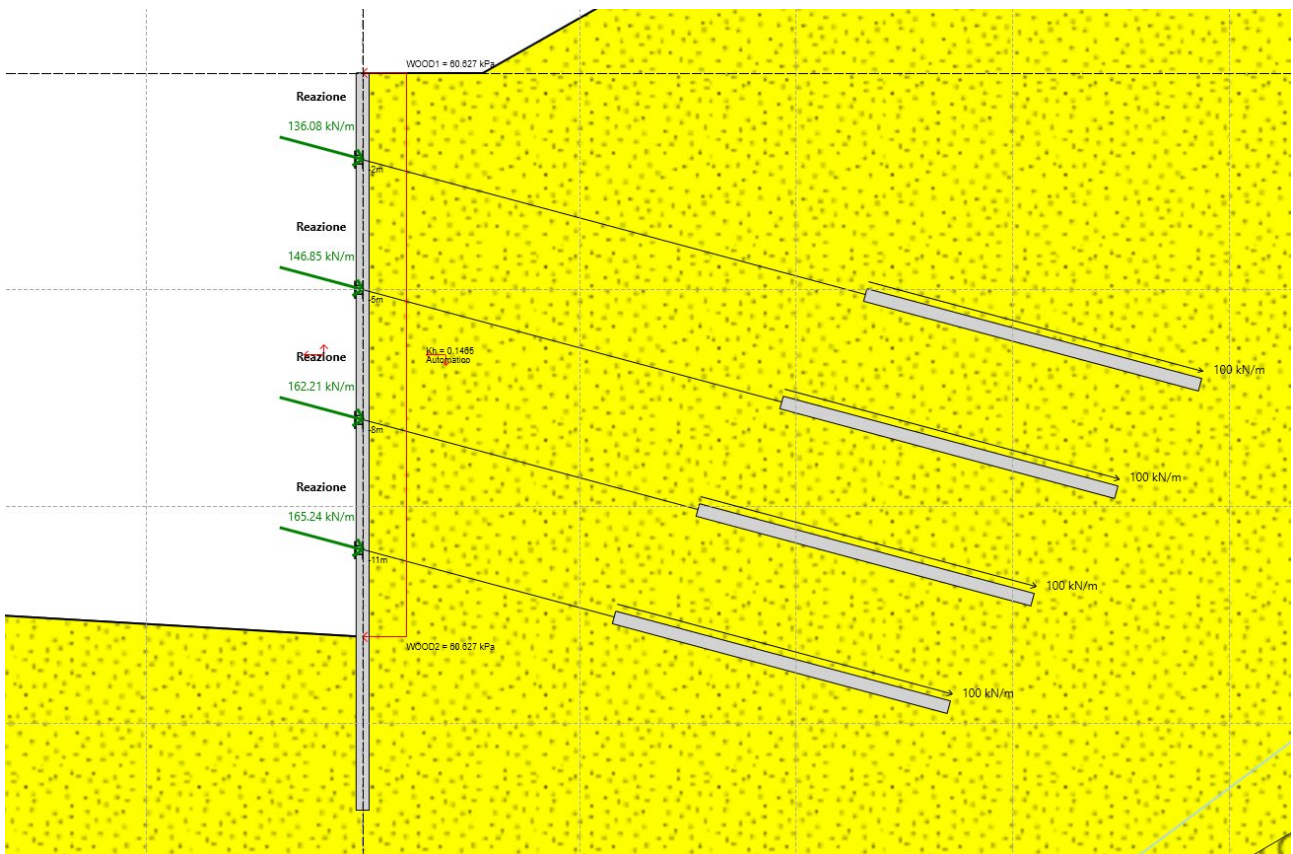 WOOD1 = 60.627 kPa
Reazione
136.08 kN/m
-2m
Reazione
146.85 kN/m
-5m
Kh = 0.1465
Automatico
Reazione
162.21 kN/m
100 kN/m
-8m
100 kN/m
Reazione
165.24 kN/m
-11m
100 kN/m
WOOD2 = 60.627 kPa
100 kN/m